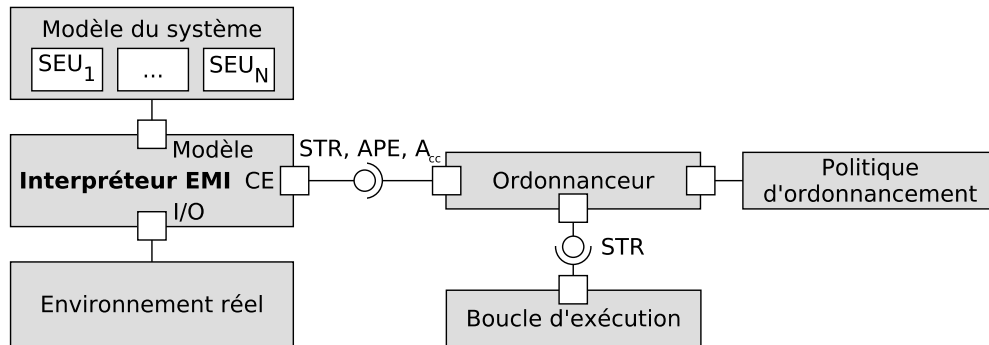 Modèle du système
SEU1 ... SEUN
Modèle
Interpréteur EMI CE
I/O
STR, APE, Acc
Ordonnanceur
Politique
d'ordonnancement
STR
Environnement réel
Boucle d'exécution